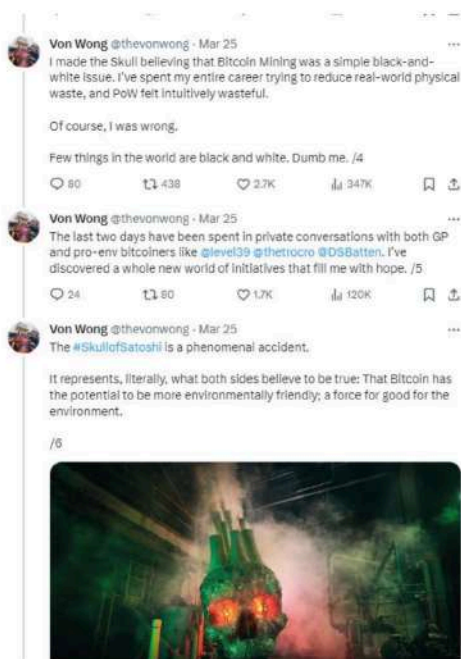 Von Wong @thevonwong · Mar 25
I made the Skull believing that Bitcoin Mining was a simple black-and-
white issue. I've spent my entire career trying to reduce real-world physical
waste, and PoW felt intuitively wasteful.
Of course, I was wrong.
Few things in the world are black and white. Dumb me. /4
80 438 2.7K 347K
Von Wong @thevonwong · Mar 25
The last two days have been spent in private conversations with both GP
and pro-env bitcoiners like @level39 @thetrocro @DSBatten. I've
discovered a whole new world of initiatives that fill me with hope. /5
24 80 1.7K 120K
Von Wong @thevonwong · Mar 25
The #SkullofSatoshi is a phenomenal accident.
It represents, literally, what both sides believe to be true: That Bitcoin has
the potential to be more environmentally friendly; a force for good for the
environment.
/6